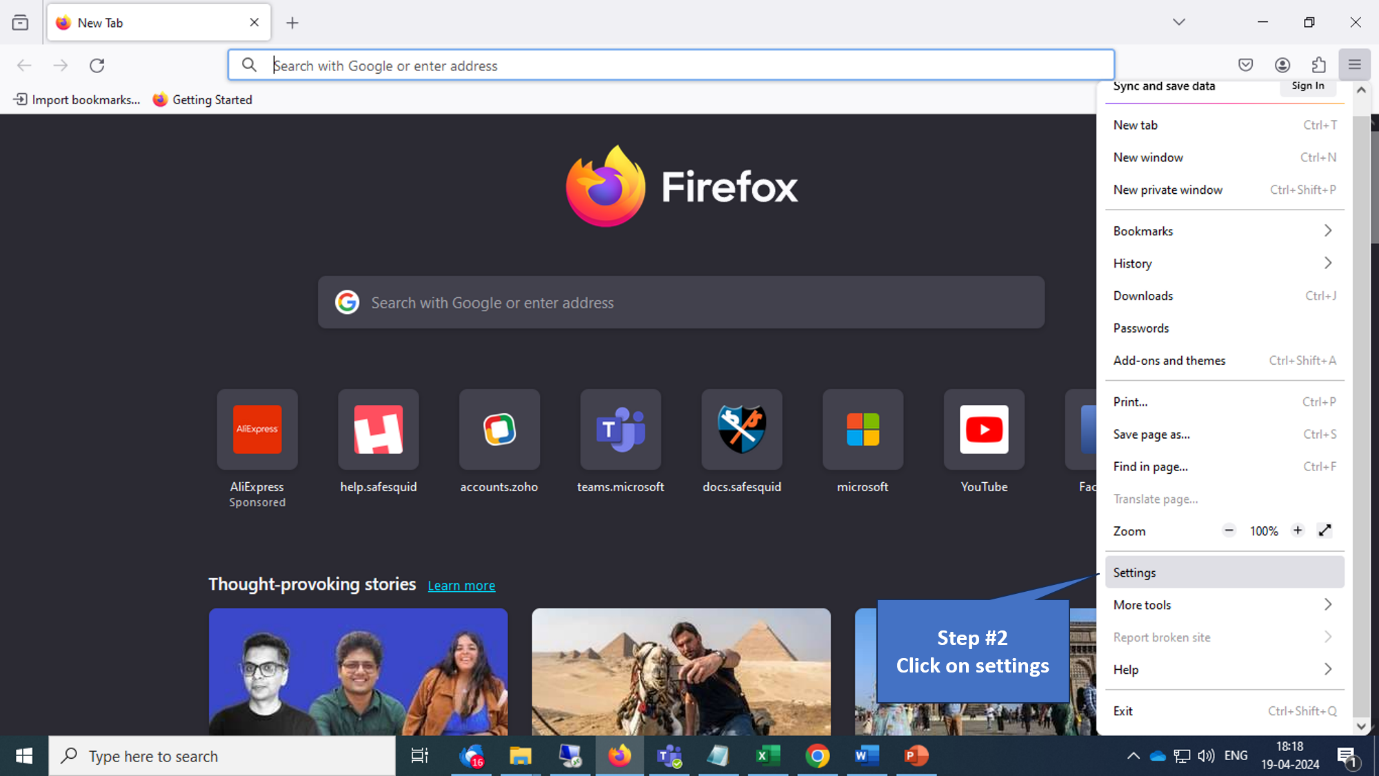 New Tab
Search with Google or enter address
Import bookmarks...
Getting Started
Firefox
Search with Google or enter address
AliExpress
AliExpress
Sponsored
help.safesquid
accounts.zoho
T
teams.microsoft
docs.safesquid
microsoft
YouTube
Fac
Thought-provoking stories Learn more
Sync and save data Sign In
New tab Ctrl+T
New window Ctrl+N
New private window Ctrl+Shift+P
Bookmarks
History
Downloads Ctrl+J
Passwords
Add-ons and themes Ctrl+Shift+A
Print... Ctrl+P
Save page as... Ctrl+S
Find in page... Ctrl+F
Translate page...
Zoom 100%
Settings
More tools
Report broken site
Help
Exit Ctrl+Shift+Q
Step #2
Click on settings
Type here to search
16
ENG
18:18
19-04-2024
1